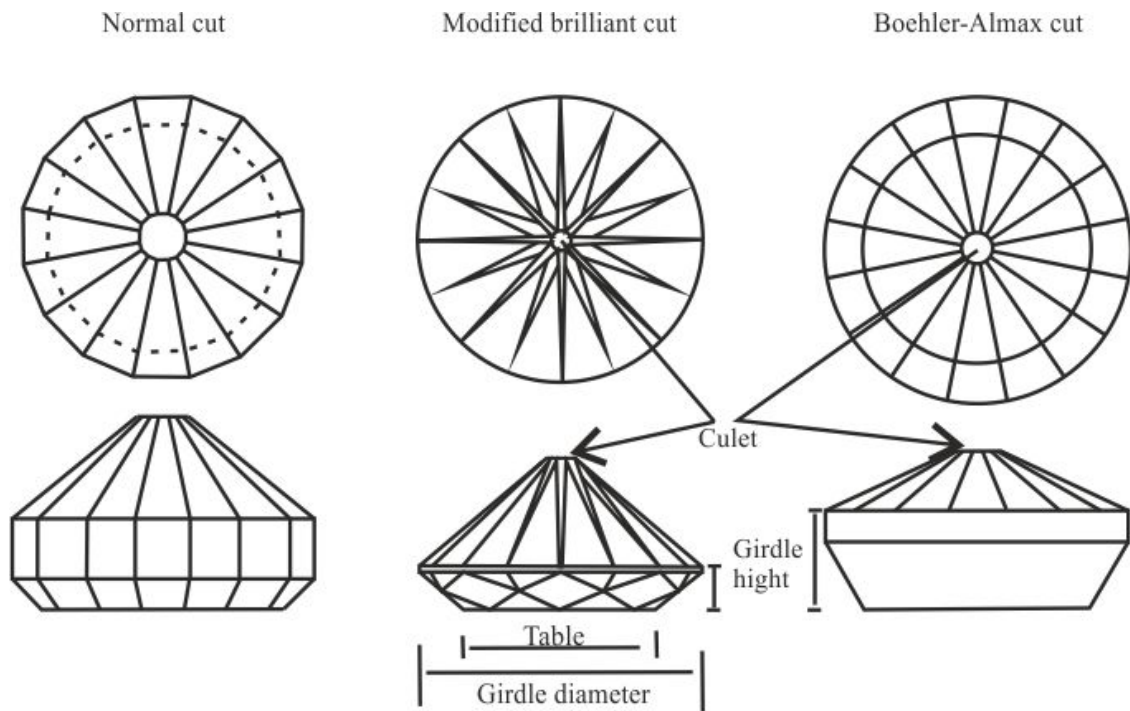 Normal cut
Modified brilliant cut
Boehler-Almax cut
Culet
Girdle
hight
Table
Girdle diameter